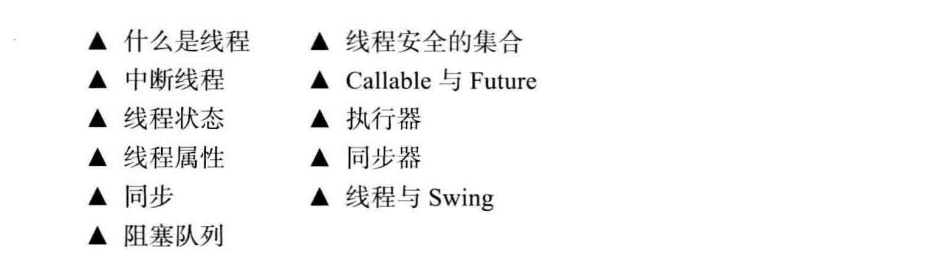 ▲ 什么是线程
▲ 中断线程
▲ 线程状态
▲ 线程属性
▲ 同步
▲ 阻塞队列
▲ 线程安全的集合
▲ Callable 与 Future
▲ 执行器
▲ 同步器
▲ 线程与 Swing